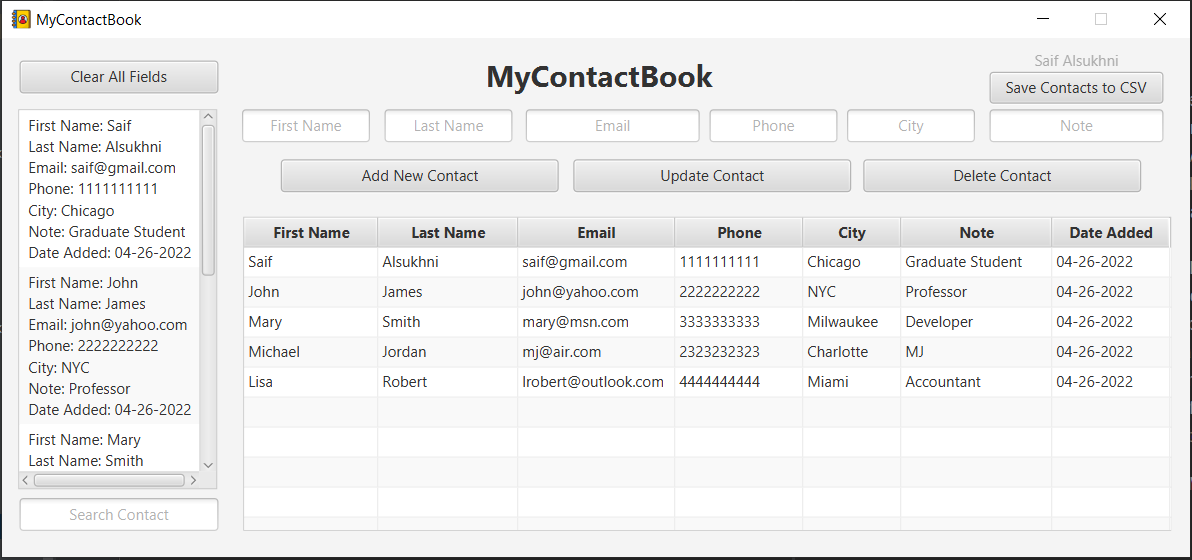 MyContactBook
Clear All Fields
MyContactBook
Saif Alsukhni
Save Contacts to CSV
First Name Last Name Email Phone City Note
Add New Contact Update Contact Delete Contact
First Name: Saif
Last Name: Alsukhni
Email: saif@gmail.com
Phone: 1111111111
City: Chicago
Note: Graduate Student
Date Added: 04-26-2022
First Name: John
Last Name: James
Email: john@yahoo.com
Phone: 2222222222
City: NYC
Note: Professor
Date Added: 04-26-2022
First Name: Mary
Last Name: Smith
Search Contact
First Name Last Name Email Phone City Note Date Added
Saif Alsukhni saif@gmail.com 1111111111 Chicago Graduate Student 04-26-2022
John James john@yahoo.com 2222222222 NYC Professor 04-26-2022
Mary Smith mary@msn.com 3333333333 Milwaukee Developer 04-26-2022
Michael Jordan mj@air.com 2323232323 Charlotte MJ 04-26-2022
Lisa Robert lrobert@outlook.com 4444444444 Miami Accountant 04-26-2022